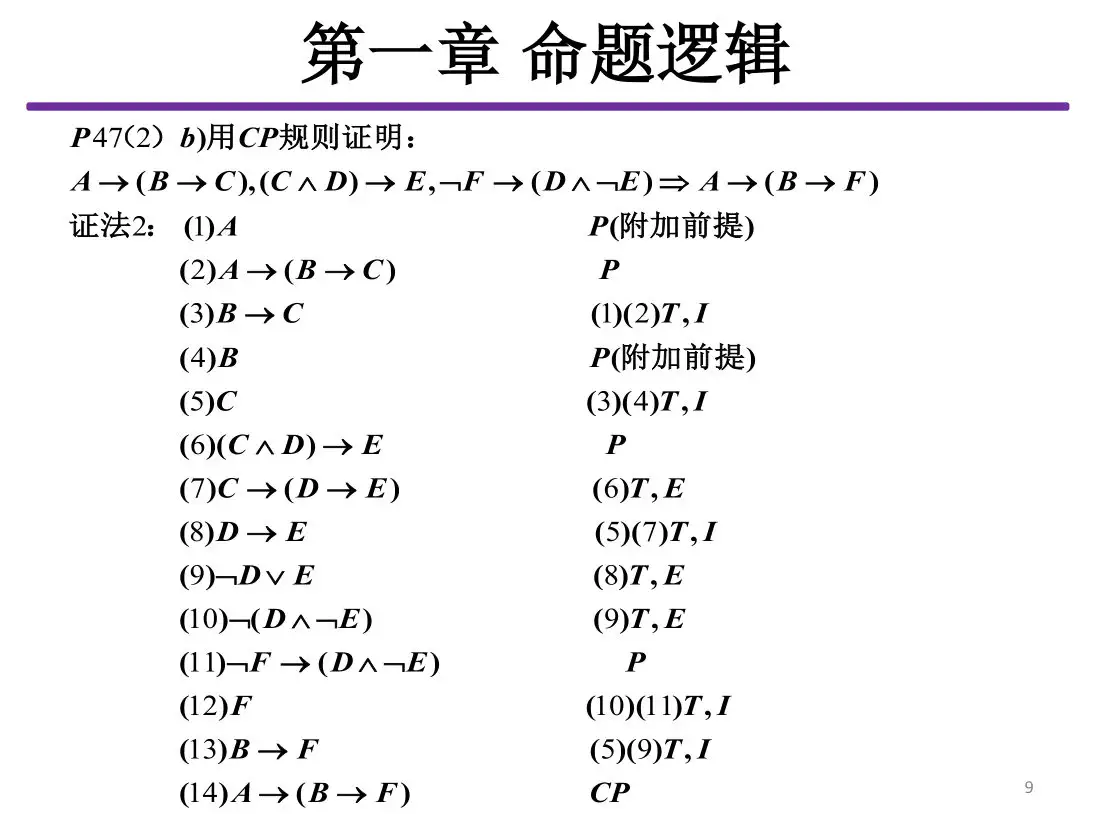 第一章 命题逻辑
P47(2) b)用CP规则证明:
A→(B→C),(C∧D)→E,¬F→(D∧¬E)⇒A→(B→F)
证法2: (1)A P(附加前提)
(2)A→(B→C) P
(3)B→C (1)(2)T,I
(4)B P(附加前提)
(5)C (3)(4)T,I
(6)(C∧D)→E P
(7)C→(D→E) (6)T,E
(8)D→E (5)(7)T,I
(9)¬D∨E (8)T,E
(10)¬(D∧¬E) (9)T,E
(11)¬F→(D∧¬E) P
(12)F (10)(11)T,I
(13)B→F (5)(9)T,I
(14)A→(B→F) CP
9